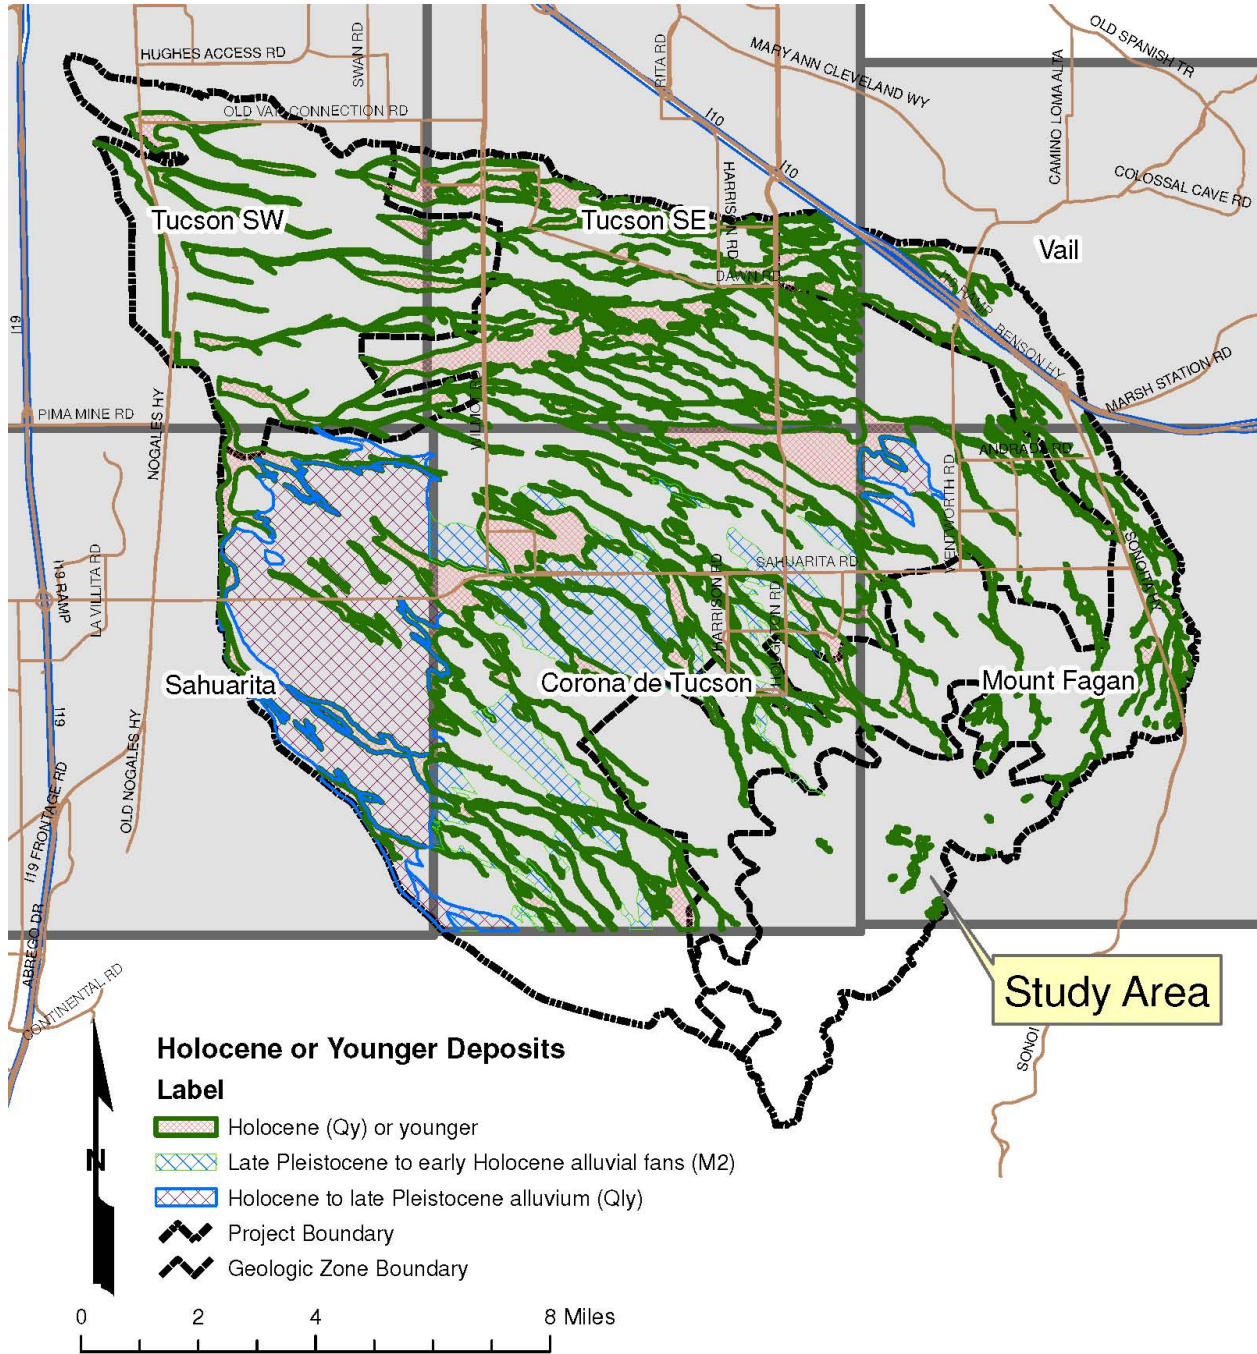 HUGHES ACCESS RD
SWAN RD
RITA RD
MARY ANN CLEVELAND WY
OLD SPANISH TR
OLD VAIL CONNECTION RD
I10
I10
HARRISON RD
CAMINO LOMA ALTA
COLOSSAL CAVE RD
Tucson SW
Tucson SE
Vail
DAWN RD
I10 RAMP
BENSON HY
I19
MARSH STATION RD
PIMA MINE RD
NOGALES HY
WILMOT RD
ANDRADA RD
WENTWORTH RD
I19 RAMP
LA VILLITA RD
SAHUARITA RD
HARRISON RD
HOUGHTON RD
Sahuarita
Corona de Tucson
Mount Fagan
I19
OLD NOGALES HY
I19 FRONTAGE RD
ABREGO DR
CONTINENTAL RD
Study Area
SONOI
N
Holocene or Younger Deposits
Label
Holocene (Qy) or younger
Late Pleistocene to early Holocene alluvial fans (M2)
Holocene to late Pleistocene alluvium (Qly)
Project Boundary
Geologic Zone Boundary
0 2 4 8 Miles